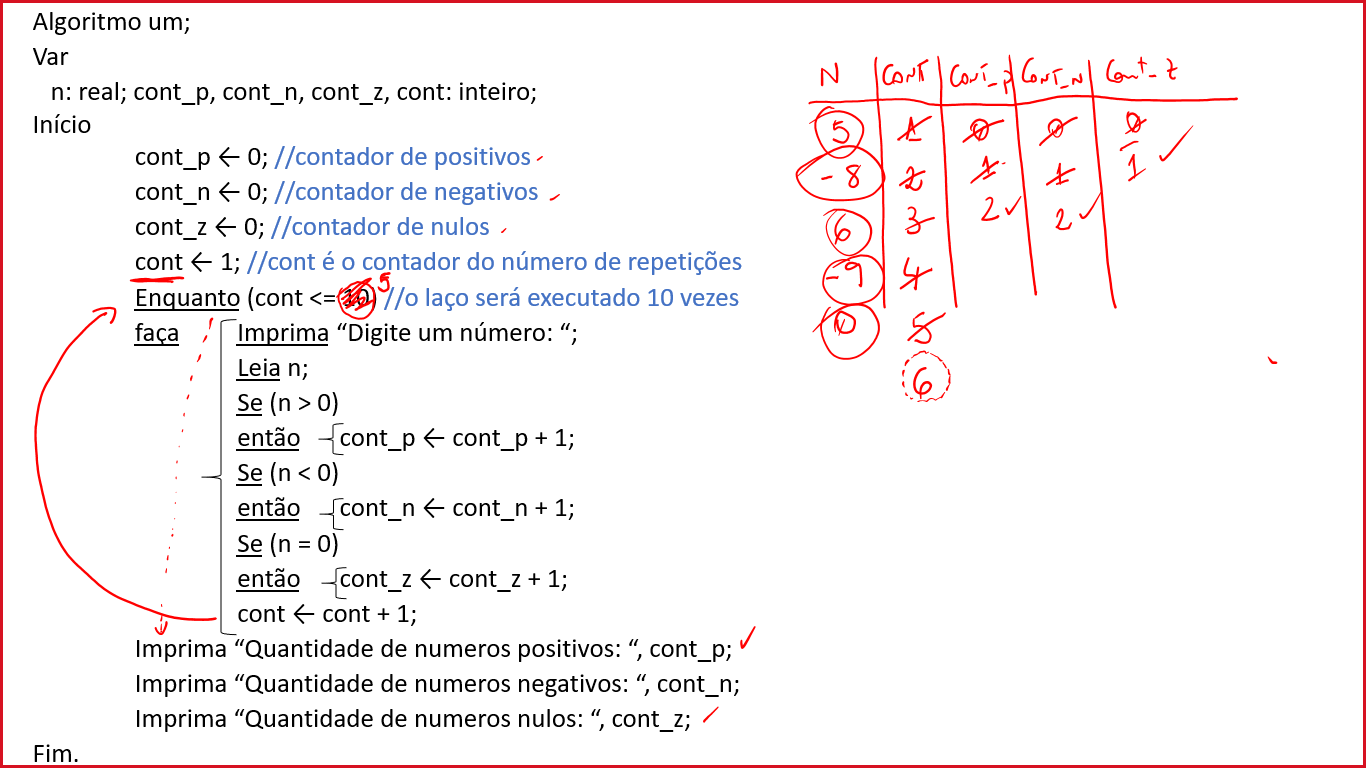 Algoritmo um;
Var
n: real; cont_p, cont_n, cont_z, cont: inteiro;
Início
cont_p ← 0; //contador de positivos
cont_n ← 0; //contador de negativos
cont_z ← 0; //contador de nulos
cont ← 1; //cont é o contador do número de repetições
Enquanto (cont <= 10) 5 //o laço será executado 10 vezes
faça Imprima “Digite um número: “;
Leia n;
Se (n > 0)
então cont_p ← cont_p + 1;
Se (n < 0)
então cont_n ← cont_n + 1;
Se (n = 0)
então cont_z ← cont_z + 1;
cont ← cont + 1;
Imprima “Quantidade de numeros positivos: “, cont_p;
Imprima “Quantidade de numeros negativos: “, cont_n;
Imprima “Quantidade de numeros nulos: “, cont_z;
Fim.
N CONT CONT_P CONT_N Cont_z
5 1 0 0 0
-8 2 1 1 1
6 3 2 2
-9 4
0 5
6